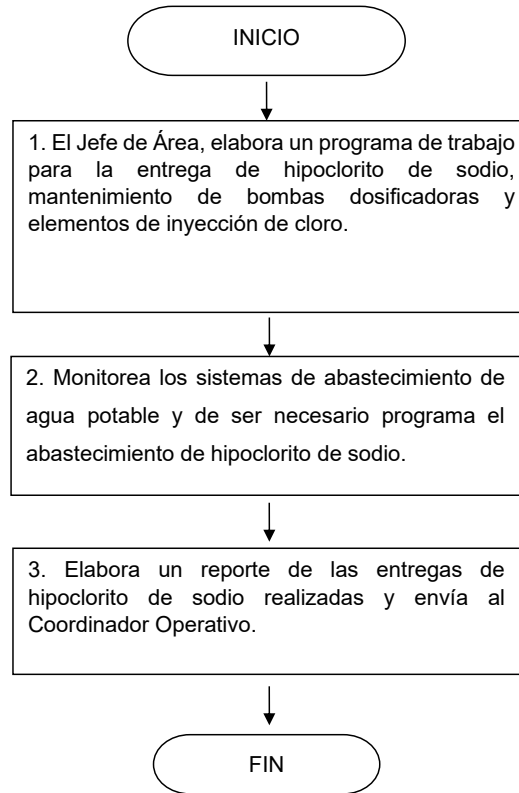 INICIO
1. El Jefe de Área, elabora un programa de trabajo
para la entrega de hipoclorito de sodio,
mantenimiento de bombas dosificadoras y
elementos de inyección de cloro.
2. Monitorea los sistemas de abastecimiento de
agua potable y de ser necesario programa el
abastecimiento de hipoclorito de sodio.
3. Elabora un reporte de las entregas de
hipoclorito de sodio realizadas y envía al
Coordinador Operativo.
FIN